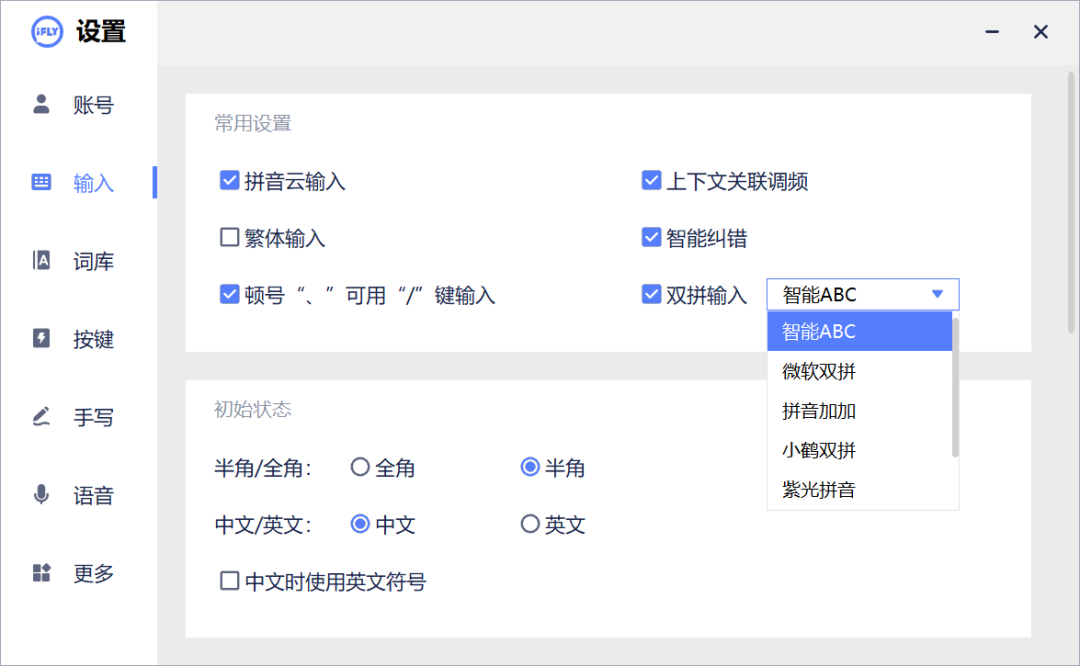 iFLY 设置
账号
输入
词库
按键
手写
语音
更多
常用设置
拼音云输入
上下文关联调频
繁体输入
智能纠错
顿号“、”可用“/”键输入
双拼输入 智能ABC
智能ABC
微软双拼
拼音加加
小鹤双拼
紫光拼音
初始状态
半角/全角： 全角 半角
中文/英文： 中文 英文
中文时使用英文符号